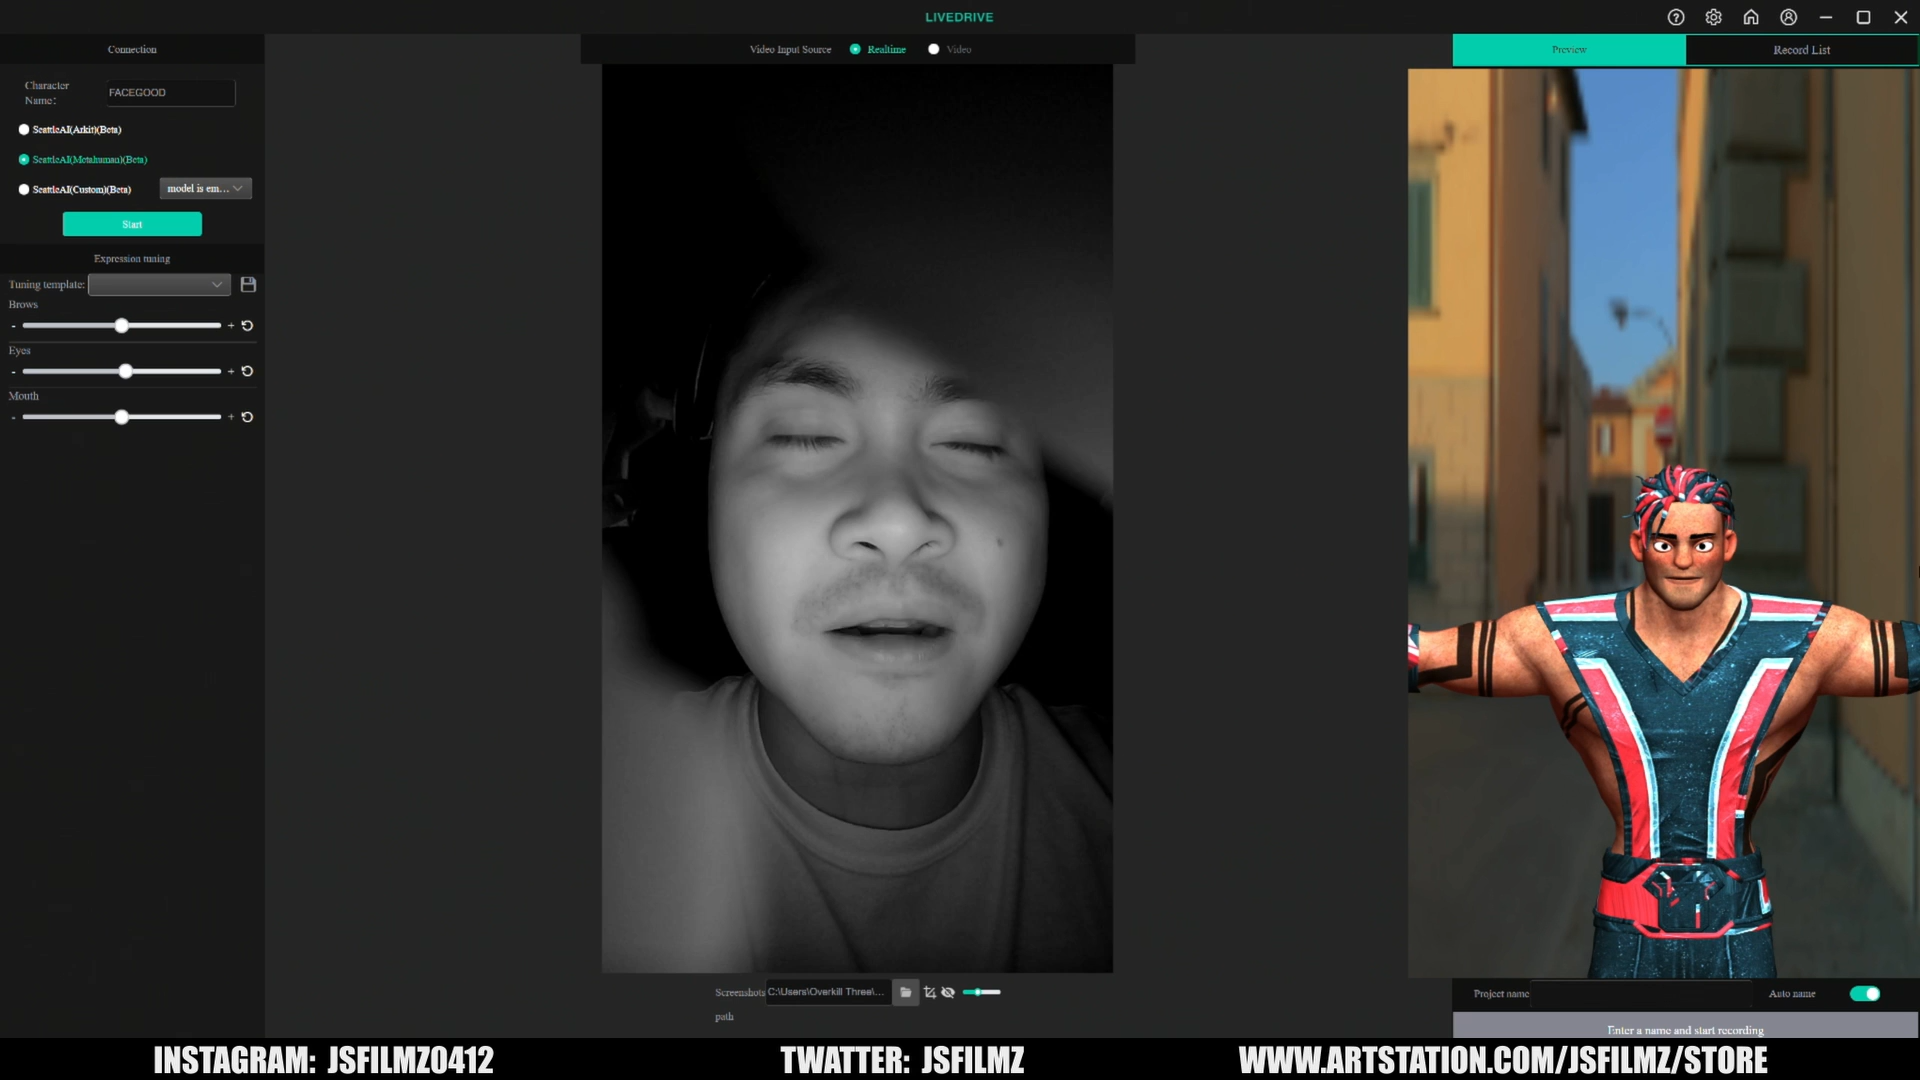 LIVEDRIVE
Connection
Video Input Source
Realtime
Video
Preview
Record List
Character
Name:
FACEGOOD
SeattleAI(Arkit)(Beta)
SeattleAI(Metahuman)(Beta)
SeattleAI(Custom)(Beta)
model is em...
Start
Expression tuning
Tuning template:
Brows
- +
Eyes
- +
Mouth
- +
Screenshots
path
C:\Users\Overkill Three\...
Project name
Auto name
Enter a name and start recording
INSTAGRAM: JSFILMZ0412
TWATTER: JSFILMZ
WWW.ARTSTATION.COM/JSFILMZ/STORE